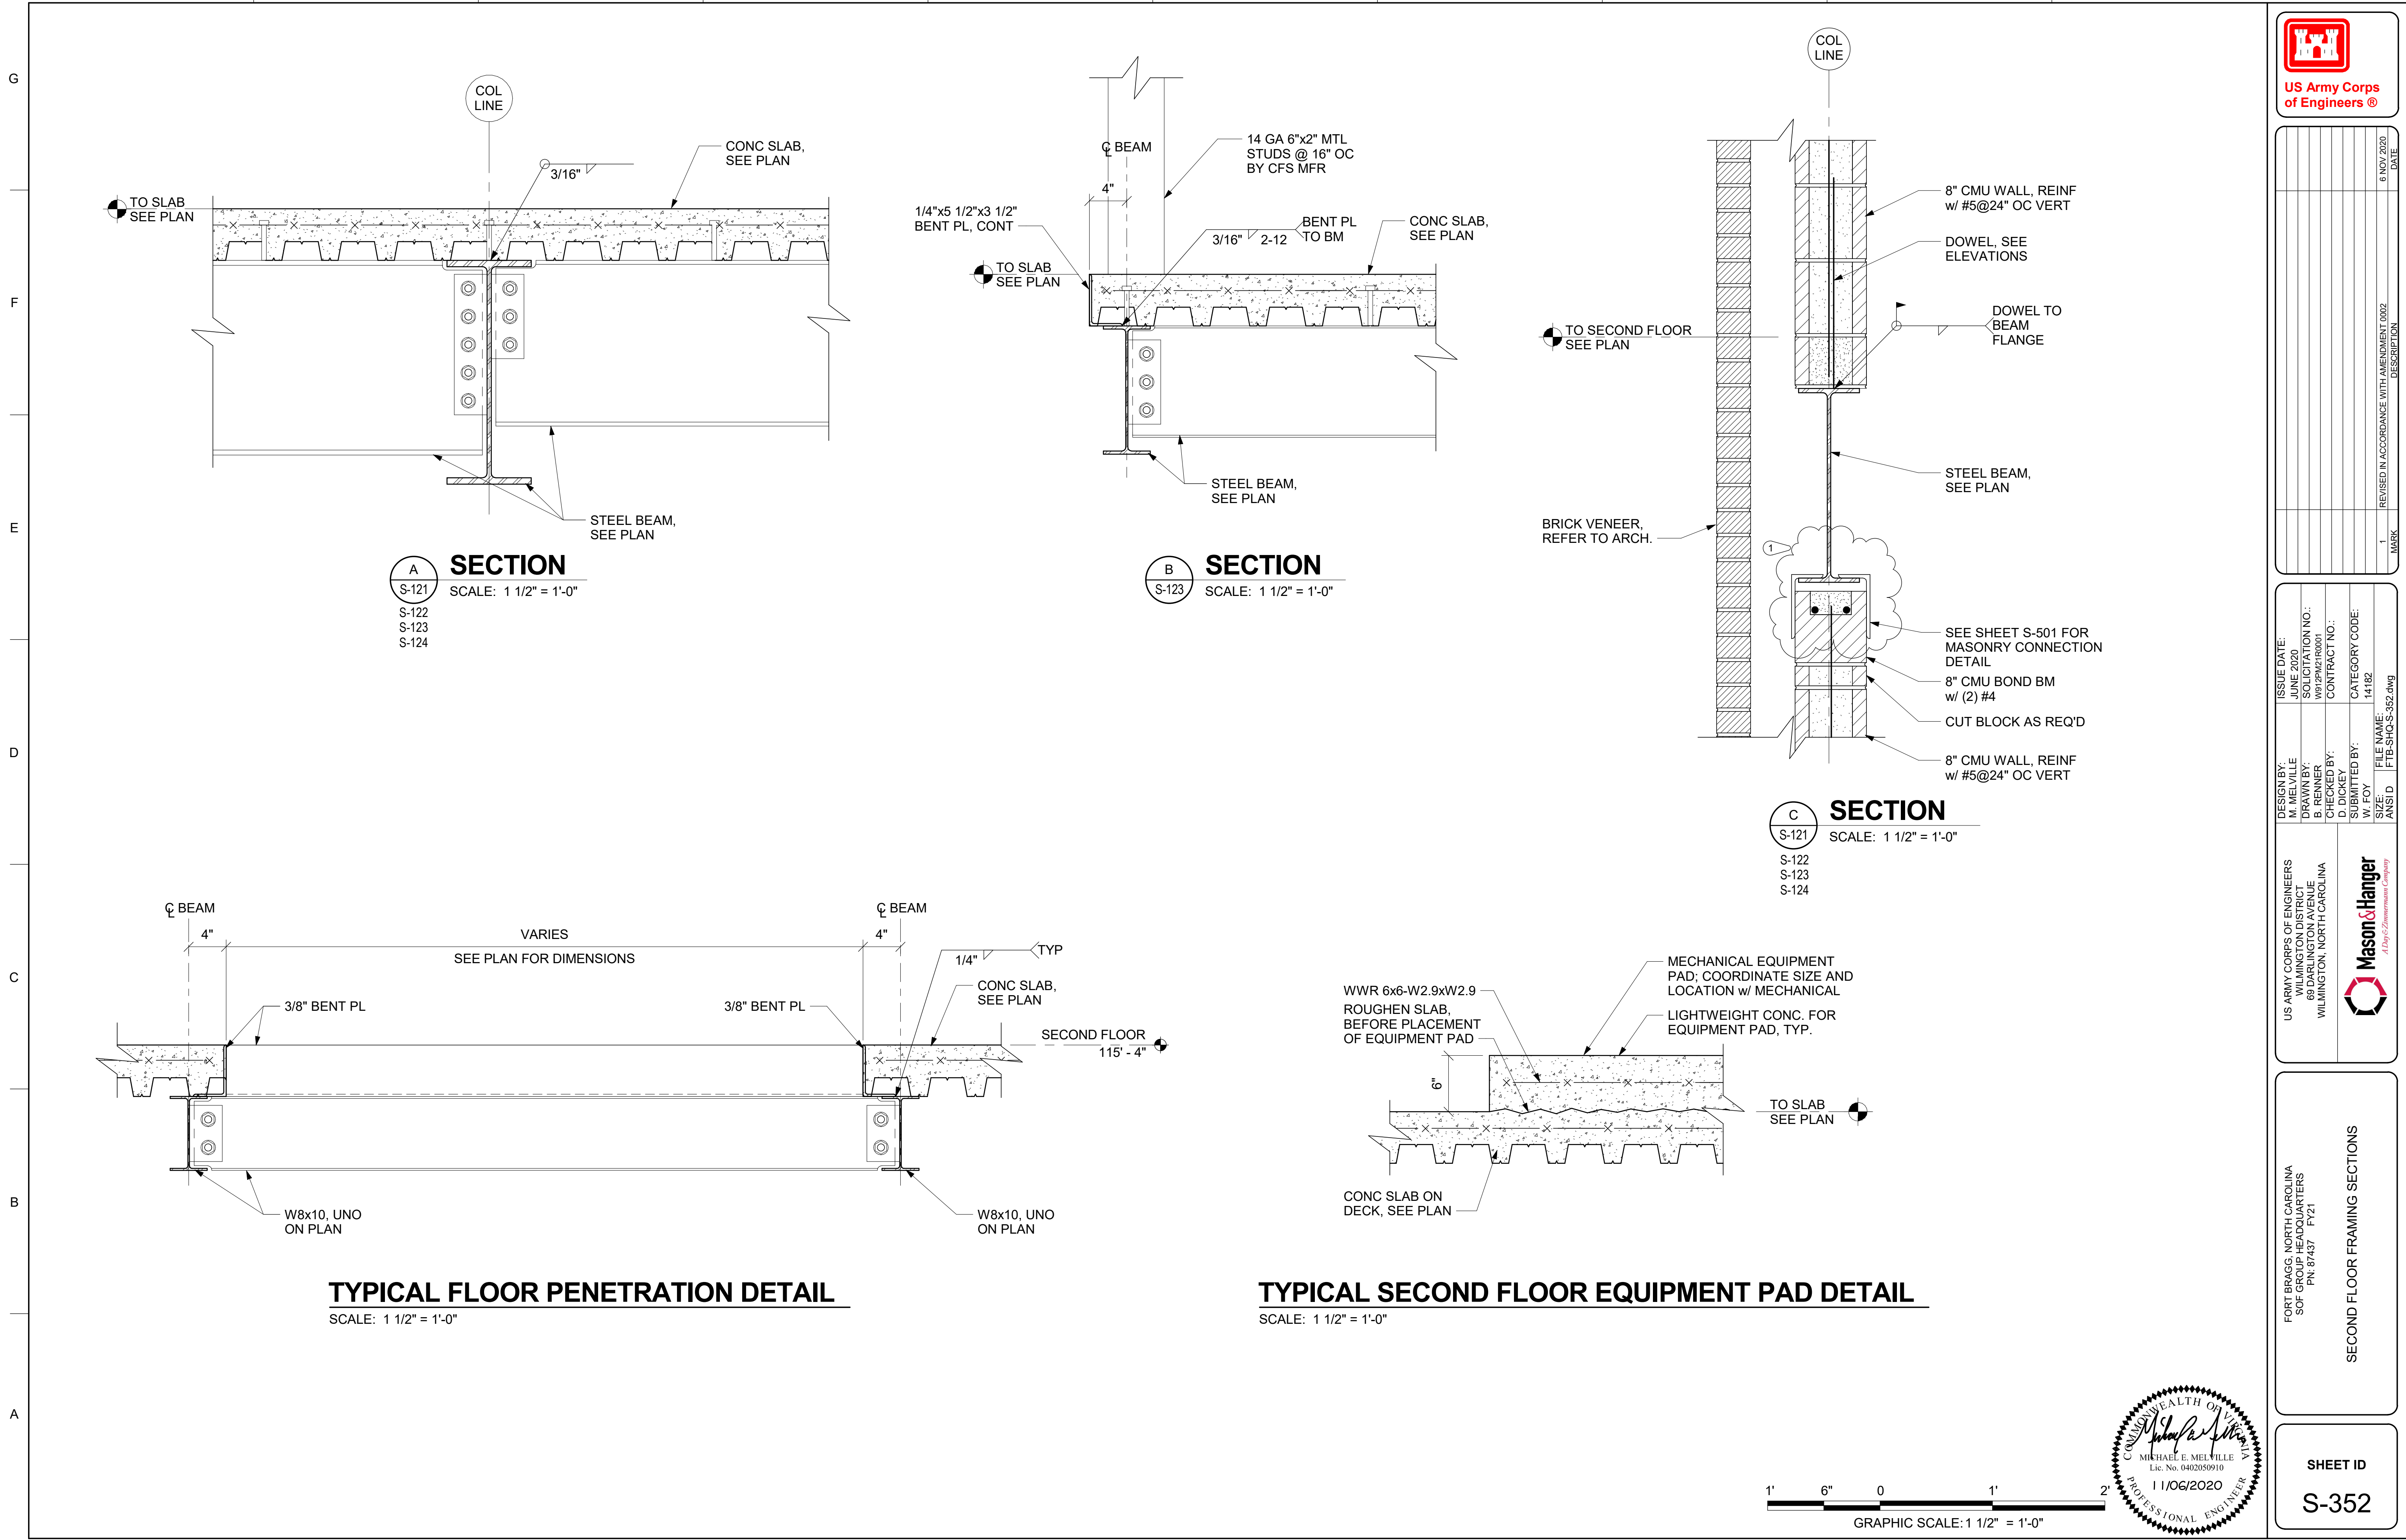 G
F
E
D
C
B
A
COL
LINE
3/16"
CONC SLAB,
SEE PLAN
TO SLAB
SEE PLAN
STEEL BEAM,
SEE PLAN
A
S-121
SECTION
SCALE: 1 1/2" = 1'-0"
S-122
S-123
S-124
℄ BEAM
4"
14 GA 6"x2" MTL
STUDS @ 16" OC
BY CFS MFR
1/4"x5 1/2"x3 1/2"
BENT PL, CONT
3/16"
2-12
BENT PL
TO BM
CONC SLAB,
SEE PLAN
TO SLAB
SEE PLAN
STEEL BEAM,
SEE PLAN
B
S-123
SECTION
SCALE: 1 1/2" = 1'-0"
COL
LINE
8" CMU WALL, REINF
w/ #5@24" OC VERT
DOWEL, SEE
ELEVATIONS
DOWEL TO
BEAM
FLANGE
TO SECOND FLOOR
SEE PLAN
STEEL BEAM,
SEE PLAN
BRICK VENEER,
REFER TO ARCH.
1
SEE SHEET S-501 FOR
MASONRY CONNECTION
DETAIL
8" CMU BOND BM
w/ (2) #4
CUT BLOCK AS REQ'D
8" CMU WALL, REINF
w/ #5@24" OC VERT
C
S-121
SECTION
SCALE: 1 1/2" = 1'-0"
S-122
S-123
S-124
℄ BEAM
℄ BEAM
4"
VARIES
4"
SEE PLAN FOR DIMENSIONS
1/4"
TYP
CONC SLAB,
SEE PLAN
3/8" BENT PL
3/8" BENT PL
SECOND FLOOR
115' - 4"
W8x10, UNO
ON PLAN
W8x10, UNO
ON PLAN
TYPICAL FLOOR PENETRATION DETAIL
SCALE: 1 1/2" = 1'-0"
MECHANICAL EQUIPMENT
PAD; COORDINATE SIZE AND
LOCATION w/ MECHANICAL
WWR 6x6-W2.9xW2.9
ROUGHEN SLAB,
BEFORE PLACEMENT
OF EQUIPMENT PAD
LIGHTWEIGHT CONC. FOR
EQUIPMENT PAD, TYP.
6"
TO SLAB
SEE PLAN
CONC SLAB ON
DECK, SEE PLAN
TYPICAL SECOND FLOOR EQUIPMENT PAD DETAIL
SCALE: 1 1/2" = 1'-0"
1' 6" 0 1' 2'
GRAPHIC SCALE: 1 1/2" = 1'-0"
COMMONWEALTH OF VIRGINIA
MICHAEL E. MELVILLE
Lic. No. 0402050910
11/06/2020
PROFESSIONAL ENGINEER
US Army Corps
of Engineers ®
6 NOV 2020
DATE
REVISED IN ACCORDANCE WITH AMENDMENT 0002
DESCRIPTION
1
MARK
ISSUE DATE:
JUNE 2020
SOLICITATION NO.:
W912PM21R0001
CONTRACT NO.:
CATEGORY CODE:
14182
DESIGN BY:
M. MELVILLE
DRAWN BY:
B. RENNER
CHECKED BY:
D. DICKEY
SUBMITTED BY:
W. FOY
SIZE:
ANSI D
FILE NAME:
FTB-SHQ-S-352.dwg
US ARMY CORPS OF ENGINEERS
WILMINGTON DISTRICT
69 DARLINGTON AVENUE
WILMINGTON, NORTH CAROLINA
Mason&Hanger
A Day & Zimmermann Company
FORT BRAGG, NORTH CAROLINA
SOF GROUP HEADQUARTERS
PN: 87437 FY21
SECOND FLOOR FRAMING SECTIONS
SHEET ID
S-352